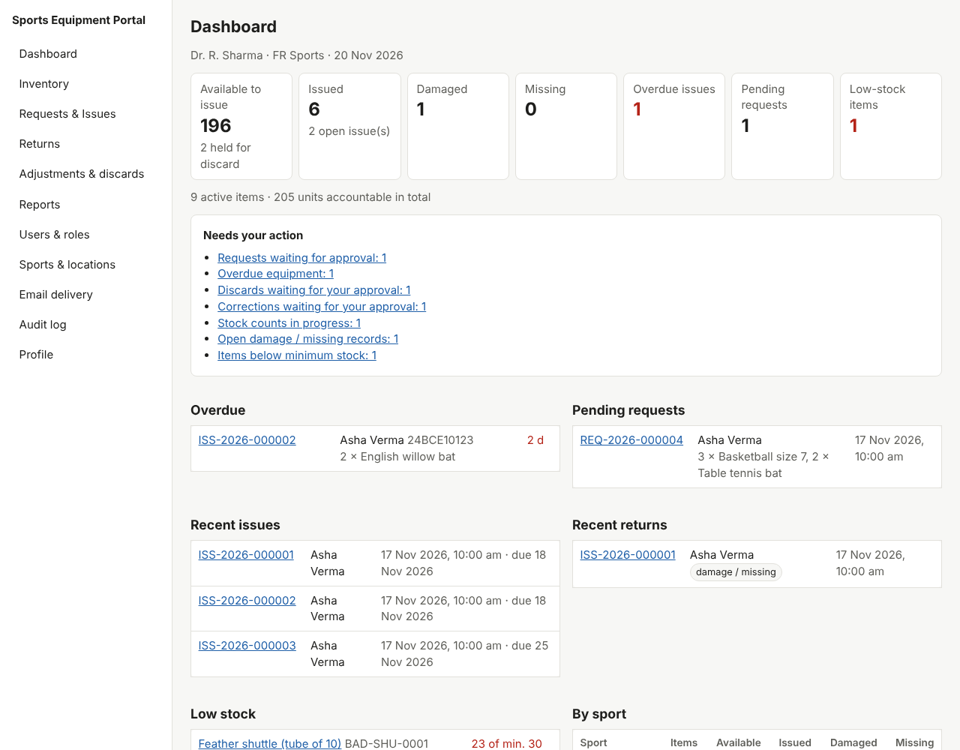 Sports Equipment Portal
Dashboard
Inventory
Requests & Issues
Returns
Adjustments & discards
Reports
Users & roles
Sports & locations
Email delivery
Audit log
Profile
Dashboard
Dr. R. Sharma · FR Sports · 20 Nov 2026
Available to
issue
196
2 held for
discard
Issued
6
2 open issue(s)
Damaged
1
Missing
0
Overdue issues
1
Pending
requests
1
Low-stock
items
1
9 active items · 205 units accountable in total
Needs your action
• Requests waiting for approval: 1
• Overdue equipment: 1
• Discards waiting for your approval: 1
• Corrections waiting for your approval: 1
• Stock counts in progress: 1
• Open damage / missing records: 1
• Items below minimum stock: 1
Overdue
ISS-2026-000002 Asha Verma 24BCE10123 2 d
2 × English willow bat
Pending requests
REQ-2026-000004 Asha Verma 17 Nov 2026,
3 × Basketball size 7, 2 × 10:00 am
Table tennis bat
Recent issues
ISS-2026-000001 Asha 17 Nov 2026, 10:00 am · due 18
Verma Nov 2026
ISS-2026-000002 Asha 17 Nov 2026, 10:00 am · due 18
Verma Nov 2026
ISS-2026-000003 Asha 17 Nov 2026, 10:00 am · due 25
Verma Nov 2026
Recent returns
ISS-2026-000001 Asha Verma 17 Nov 2026,
damage / missing 10:00 am
Low stock
Feather shuttle (tube of 10) BAD-SHU-0001 23 of min. 30
By sport
Sport Items Available Issued Damaged Missing